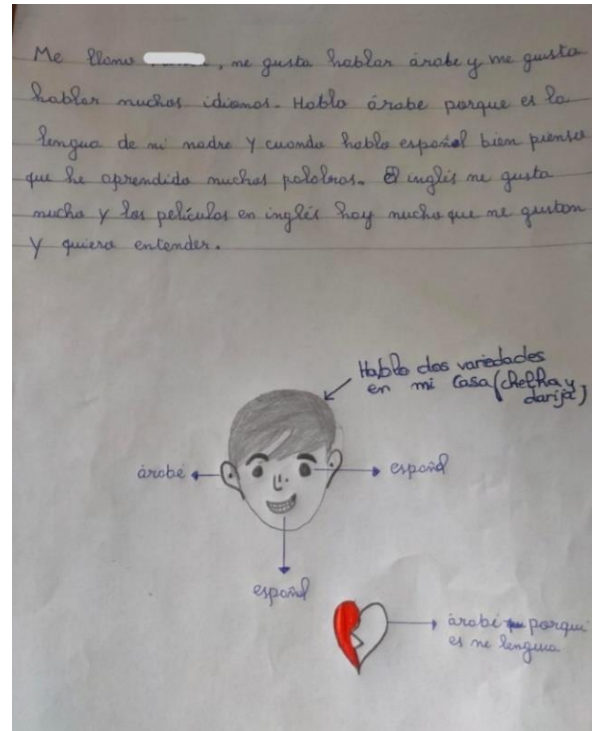 Me llamo , me gusta hablar árabe y me gusta
hablar muchos idiomas. Hablo árabe porque es la
lengua de mi madre y cuando hablo español bien pienso
que he aprendido muchas palabras. El inglés me gusta
mucho y las películas en inglés hay mucho que me gustan
y quiero entender.
Hablo dos variedades
en mi casa (chelha y
darija)
árabe
español
español
árabe porqué
es me lengua